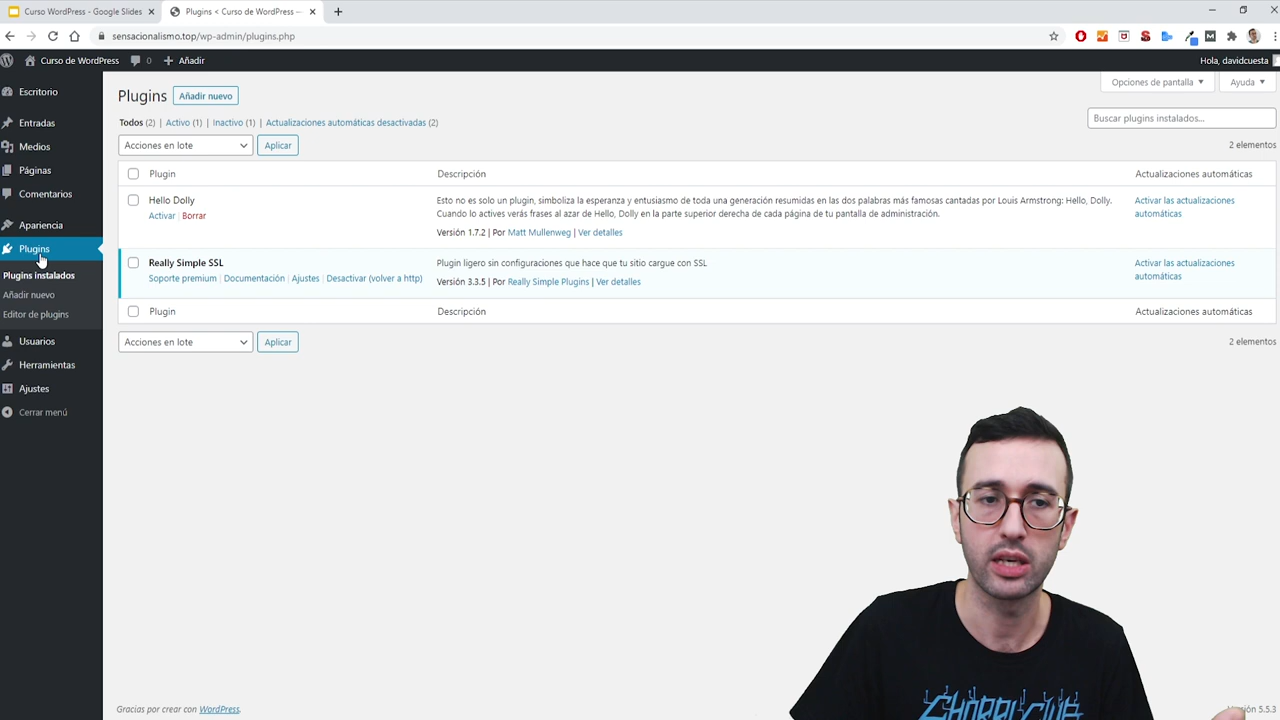 Curso WordPress - Google Slides
Plugins < Curso de WordPress —
sensacionalismo.top/wp-admin/plugins.php
Curso de WordPress 0 Añadir
Hola, davidcuesta
Escritorio
Entradas
Medios
Páginas
Comentarios
Apariencia
Plugins
Plugins instalados
Añadir nuevo
Editor de plugins
Usuarios
Herramientas
Ajustes
Cerrar menú
Opciones de pantalla
Ayuda
Plugins Añadir nuevo
Todos (2) | Activo (1) | Inactivo (1) | Actualizaciones automáticas desactivadas (2)
Buscar plugins instalados...
Acciones en lote Aplicar
2 elementos
Plugin Descripción Actualizaciones automáticas
Hello Dolly
Activar | Borrar
Esto no es solo un plugin, simboliza la esperanza y entusiasmo de toda una generación resumidas en las dos palabras más famosas cantadas por Louis Armstrong: Hello, Dolly.
Cuando lo actives verás frases al azar de Hello, Dolly en la parte superior derecha de cada página de tu pantalla de administración.
Versión 1.7.2 | Por Matt Mullenweg | Ver detalles
Activar las actualizaciones
automáticas
Really Simple SSL
Soporte premium | Documentación | Ajustes | Desactivar (volver a http)
Plugin ligero sin configuraciones que hace que tu sitio cargue con SSL
Versión 3.3.5 | Por Really Simple Plugins | Ver detalles
Activar las actualizaciones
automáticas
Plugin Descripción Actualizaciones automáticas
Acciones en lote Aplicar
2 elementos
Gracias por crear con WordPress.
5.5.3